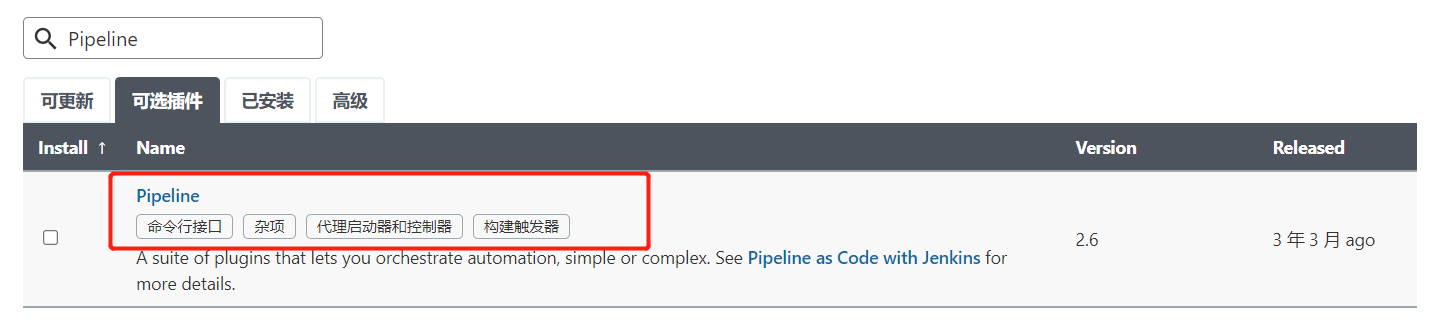 Pipeline
可更新 可选插件 已安装 高级
Install ↑ Name Version Released
Pipeline
命令行接口 杂项 代理启动器和控制器 构建触发器
2.6 3 年 3 月 ago
A suite of plugins that lets you orchestrate automation, simple or complex. See Pipeline as Code with Jenkins for
more details.